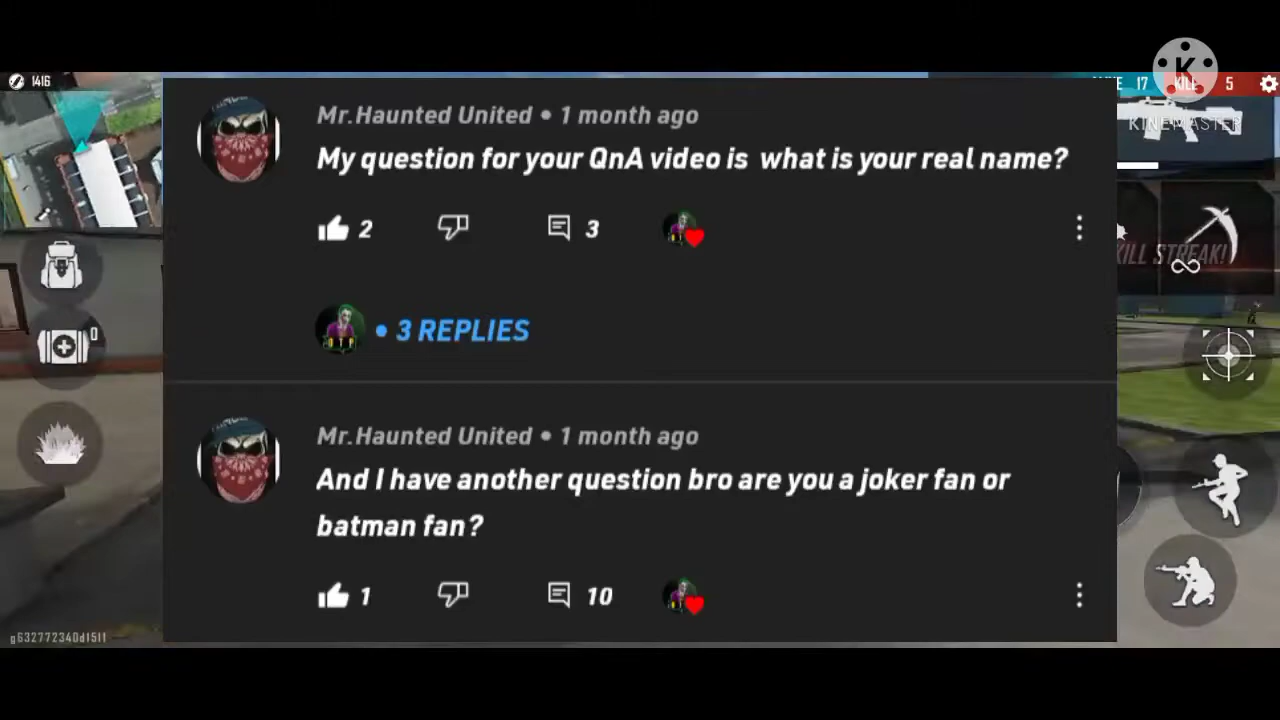 1416
17 KILL 5
KINEMASTER
Mr.Haunted United • 1 month ago
My question for your QnA video is what is your real name?
2
3
KILL STREAK!
• 3 REPLIES
0
Mr.Haunted United • 1 month ago
And I have another question bro are you a joker fan or
batman fan?
1
10
g632772340d1511